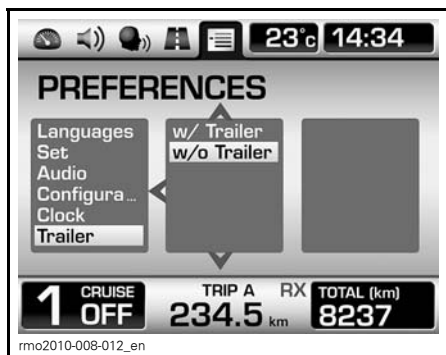 23°c 14:34
PREFERENCES
Languages
Set
Audio
Configura...
Clock
Trailer
w/ Trailer
w/o Trailer
1 CRUISE OFF
TRIP A RX
234.5 km
TOTAL (km)
8237
rmo2010-008-012_en